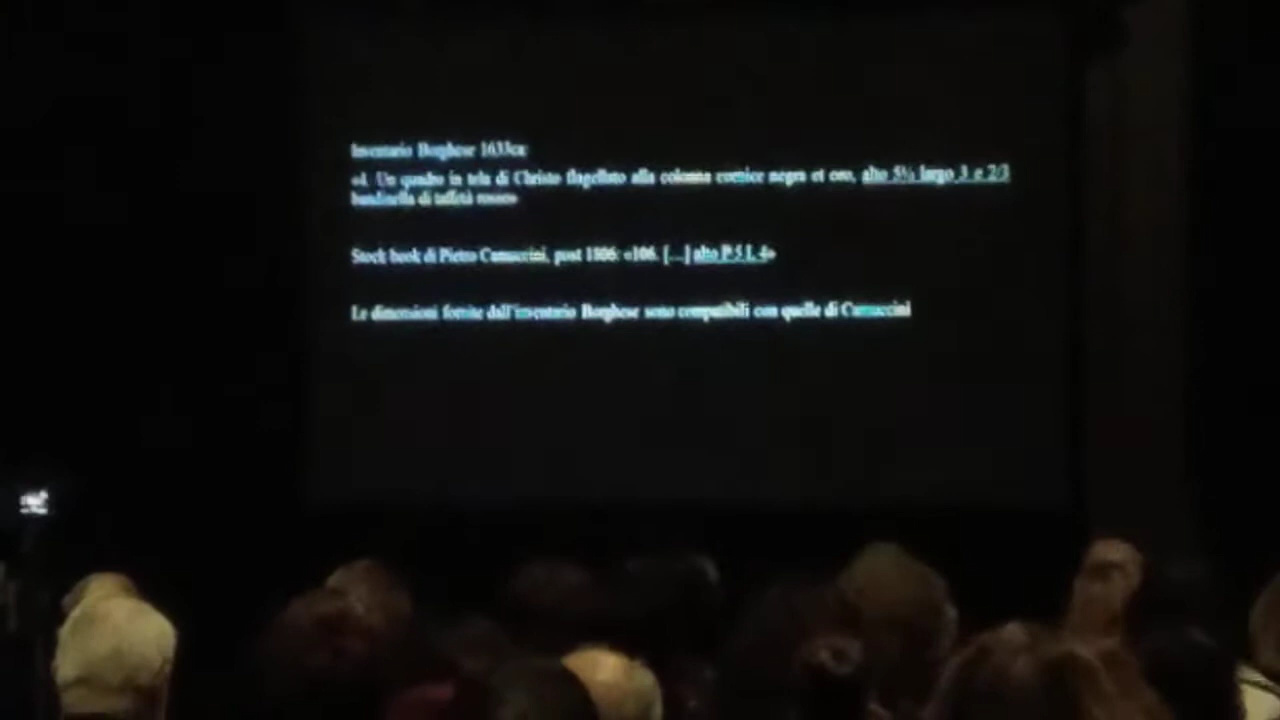 Inventario Borghese 1633ca
«4. Un quadro in tela di Christo flagellato alla colonna cornice negra et oro, alto 5½ largo 3 e 2/3
bandinella di taffetà rosso»
Stock book di Pietro Camuccini, post 1806: «106. [...] alto P. 5 L 4»
Le dimensioni fornite dall'inventario Borghese sono compatibili con quelle di Camuccini